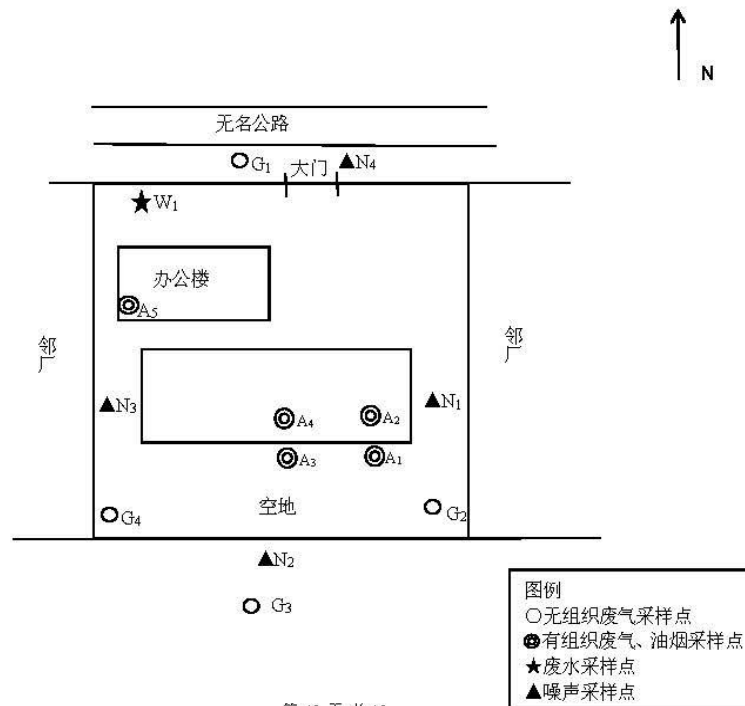 N
无名公路
G₁
大门
N₄
W₁
办公楼
A₅
邻厂
邻厂
N₃
N₁
A₄
A₂
A₃
A₁
空地
G₄
G₂
N₂
G₃
图例
○无组织废气采样点
◎有组织废气、油烟采样点
★废水采样点
▲噪声采样点